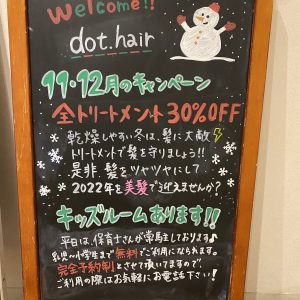 Welcome!!
dot.hair
11・12月のキャンペーン
全トリートメント 30%OFF
乾燥しやすい冬は、髪に大敵
トリートメントで髪を守りましょう!!
是非、髪をツヤツヤにして
2022年を美髪で迎えませんか?
キッズルームあります!!
平日は、保育士さんが常駐しております♪
乳児〜小学生まで無料でご利用になれます。
完全予約制とさせて頂いてますので、
ご利用の際はお気軽にお電話下さい!